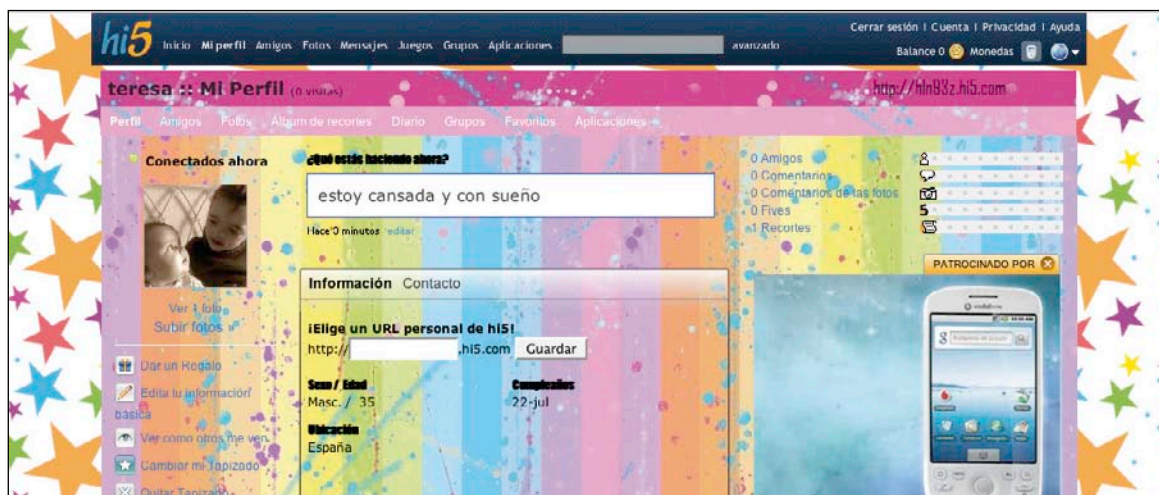 hi5 Inicio Mi perfil Amigos Fotos Mensajes Juegos Grupos Aplicaciones avanzado
Cerrar sesión | Cuenta | Privacidad | Ayuda
Balance 0 Monedas
teresa :: Mi Perfil (0 visitas)
http://hln93z.hi5.com
Perfil Amigos Fotos Álbum de recortes Diario Grupos Favoritos Aplicaciones
Conectados ahora
Ver 1 foto
Subir fotos »
Dar un Regalo
Edita tu información
básica
Ver como otros me ven
Cambiar mi Tapizado
Quitar Tapizado
¿Qué estás haciendo ahora?
estoy cansada y con sueño
Hace 0 minutos editar
Información Contacto
¡Elige un URL personal de hi5!
http:// .hi5.com Guardar
Sexo / Edad
Masc. / 35
Cumpleaños
22-jul
Ubicación
España
0 Amigos
0 Comentarios
0 Comentarios de las fotos
0 Fives
5
1 Recortes
PATROCINADO POR
vodafone